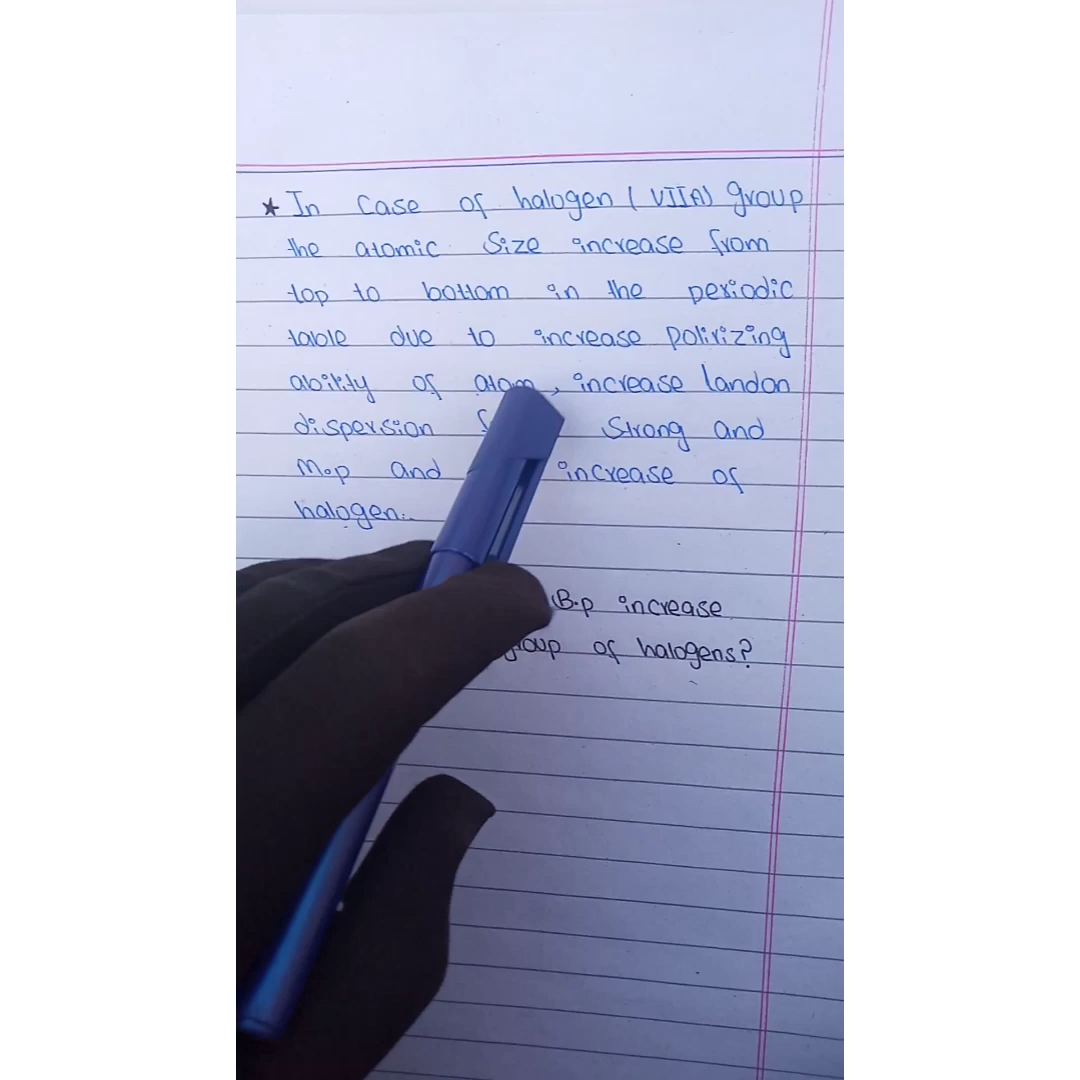 ★ In Case of halogen (VIIA) group
the atomic Size increase from
top to bottom in the periodic
table due to increase polirizing
ability of atom, increase landon
dispersion Strong and
M.p and increase of
halogen.
B.p increase
group of halogens?